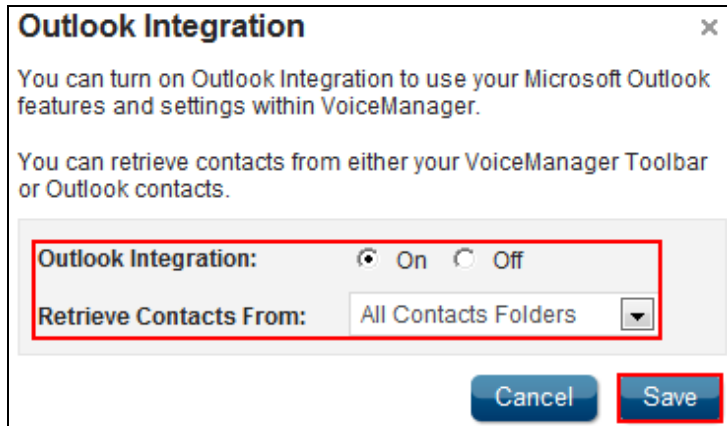 Outlook Integration
You can turn on Outlook Integration to use your Microsoft Outlook
features and settings within VoiceManager.
You can retrieve contacts from either your VoiceManager Toolbar
or Outlook contacts.
Outlook Integration: On Off
Retrieve Contacts From: All Contacts Folders
Cancel Save